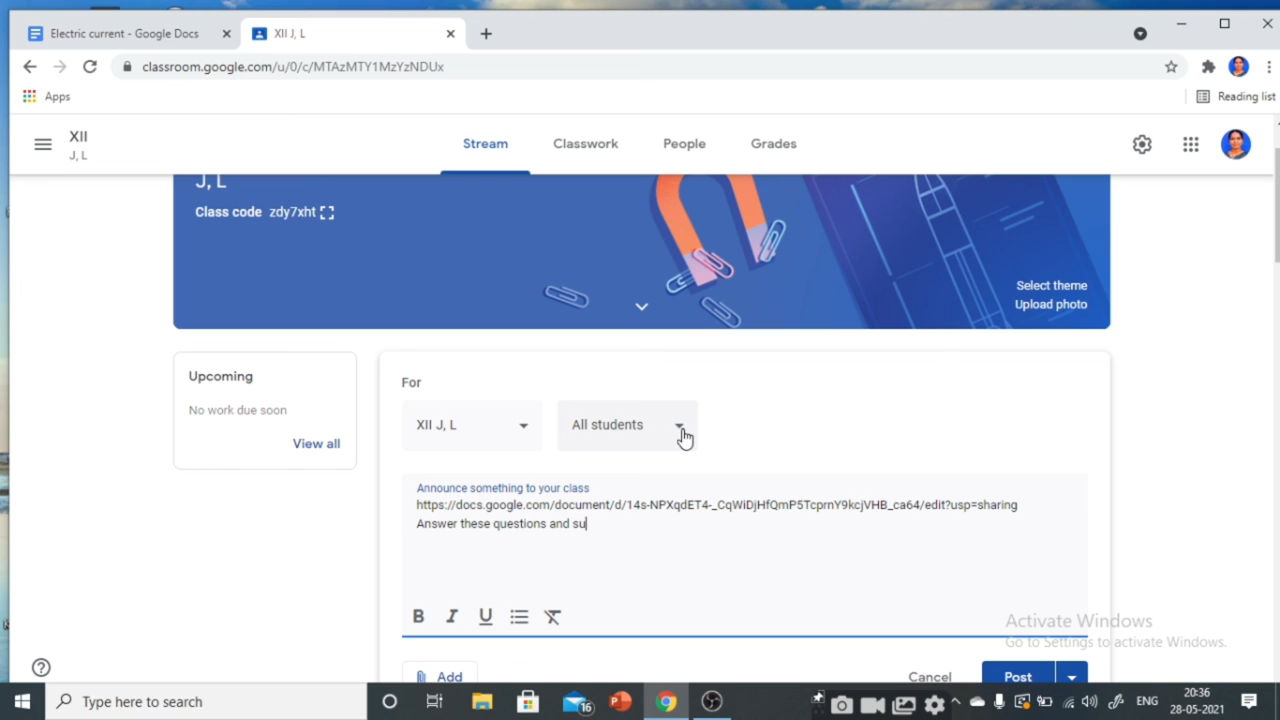 Electric current - Google Docs
XII J, L
classroom.google.com/u/0/c/MTAzMTY1MzYzNDUx
Apps
Reading list
XII
J, L
Stream
Classwork
People
Grades
J, L
Class code zdy7xht
Select theme
Upload photo
Upcoming
No work due soon
View all
For
XII J, L
All students
Announce something to your class
https://docs.google.com/document/d/14s-NPXqdET4-_CqWiDjHfQmP5TcprnY9kcjVHB_ca64/edit?usp=sharing
Answer these questions and su
B I U
Activate Windows
Go to Settings to activate Windows.
Add
Cancel
Post
Type here to search
16
ENG
20:36
28-05-2021